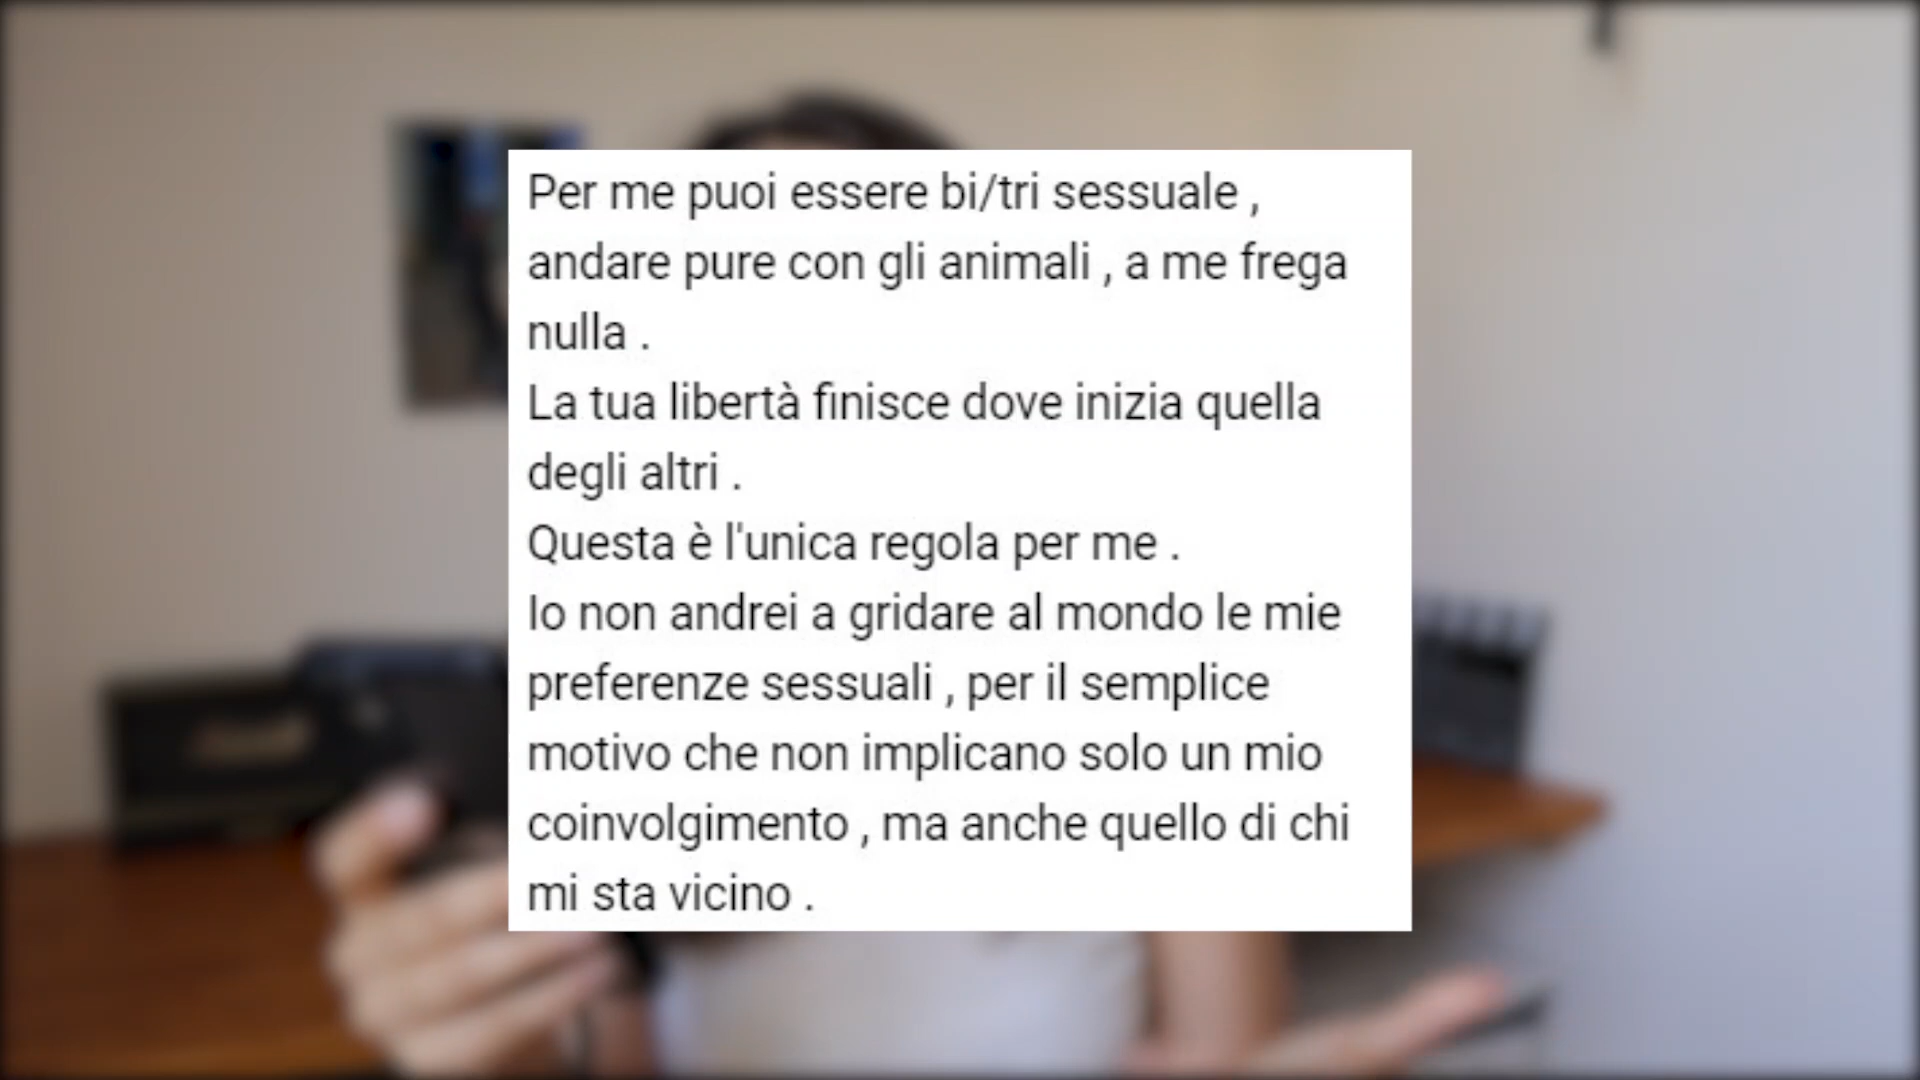 Per me puoi essere bi/tri sessuale ,
andare pure con gli animali , a me frega
nulla .
La tua libertà finisce dove inizia quella
degli altri .
Questa è l'unica regola per me .
Io non andrei a gridare al mondo le mie
preferenze sessuali , per il semplice
motivo che non implicano solo un mio
coinvolgimento , ma anche quello di chi
mi sta vicino .